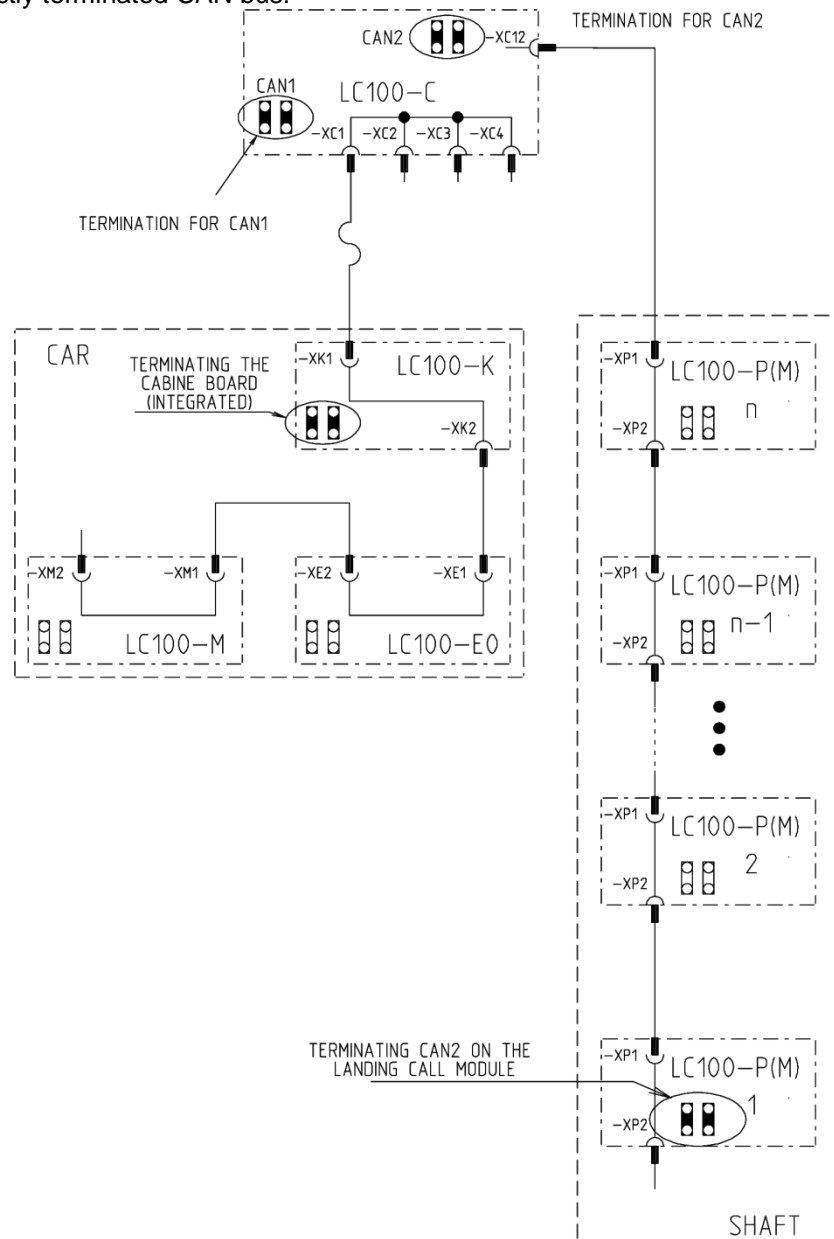 ctly terminated CAN bus.
TERMINATION FOR CAN2
CAN2
-XC12
CAN1
LC100-C
-XC1 -XC2 -XC3 -XC4
TERMINATION FOR CAN1
CAR
TERMINATING THE
CABINE BOARD
(INTEGRATED)
-XK1
LC100-K
-XK2
-XP1
LC100-P(M)
n
-XP2
-XM2
-XM1
LC100-M
-XE2
-XE1
LC100-EO
-XP1
LC100-P(M)
n-1
-XP2
-XP1
LC100-P(M)
2
-XP2
TERMINATING CAN2 ON THE
LANDING CALL MODULE
-XP1
LC100-P(M)
1
-XP2
SHAFT